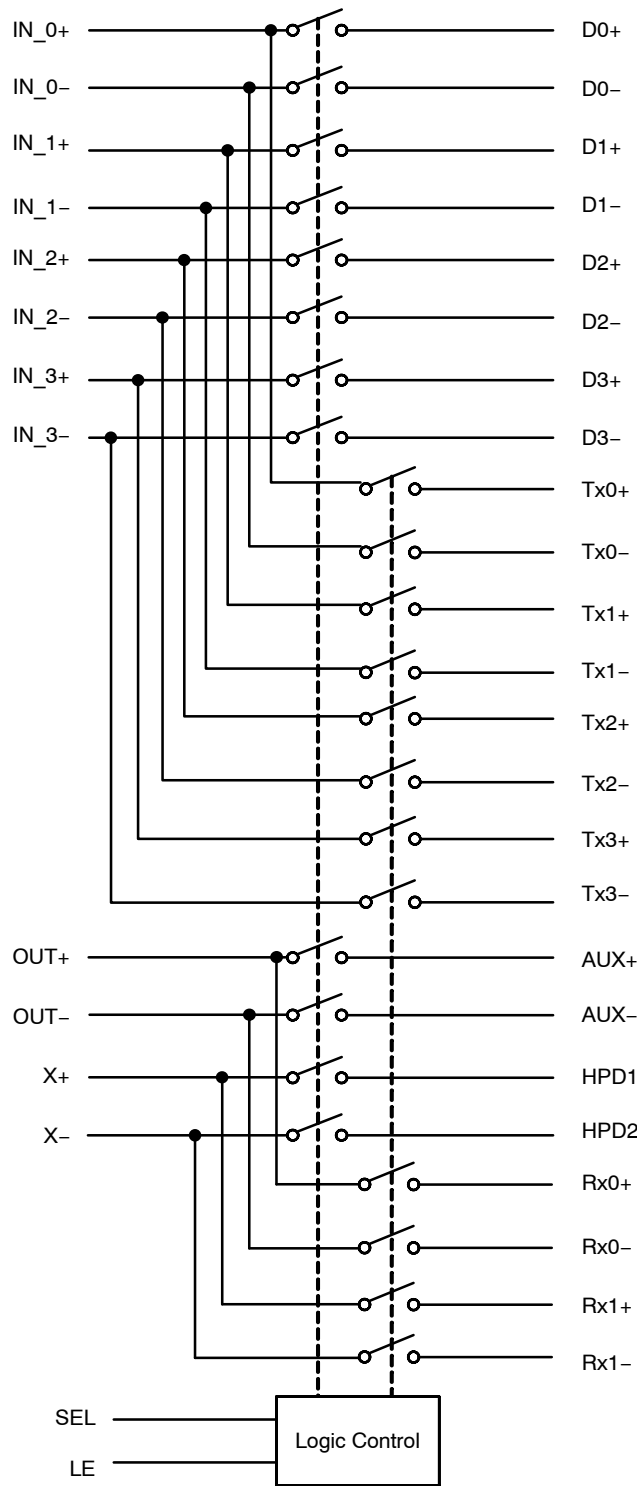 IN_0+ D0+
IN_0− D0−
IN_1+ D1+
IN_1− D1−
IN_2+ D2+
IN_2− D2−
IN_3+ D3+
IN_3− D3−
Tx0+
Tx0−
Tx1+
Tx1−
Tx2+
Tx2−
Tx3+
Tx3−
OUT+ AUX+
OUT− AUX−
X+ HPD1
X− HPD2
Rx0+
Rx0−
Rx1+
Rx1−
SEL
Logic Control
LE